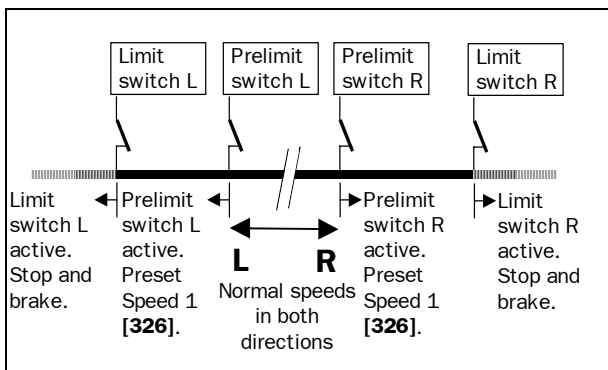 Limit
switch L
Prelimit
switch L
Prelimit
switch R
Limit
switch R
Limit
switch L
active.
Stop and
brake.
Prelimit
switch L
active.
Preset
Speed 1
[326].
L R
Normal speeds
in both
directions
Prelimit
switch R
active.
Preset
Speed 1
[326].
Limit
switch R
active.
Stop and
brake.